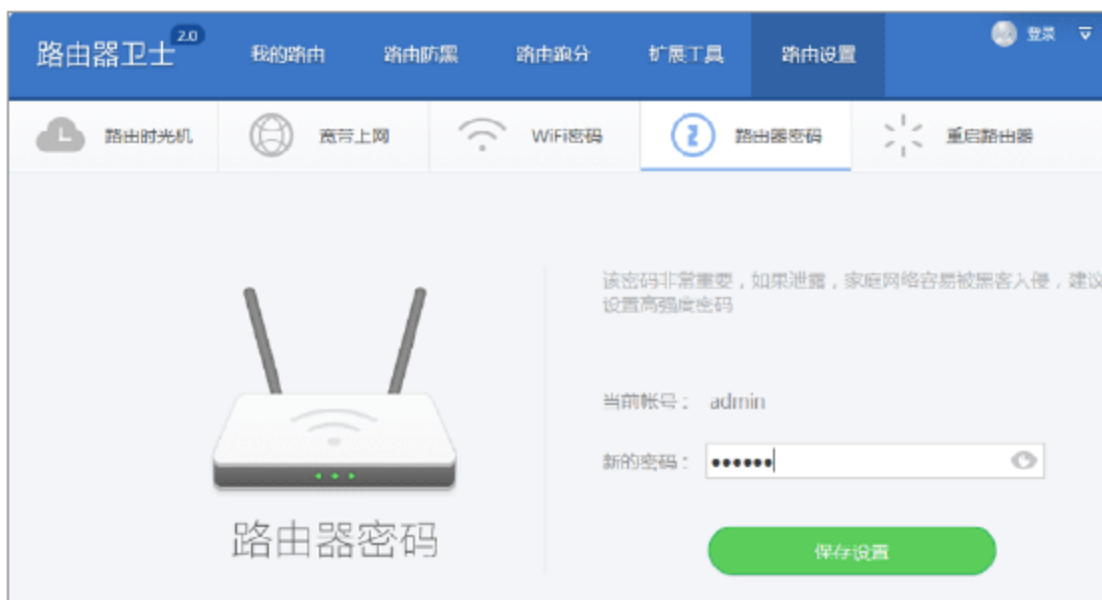 路由器卫士 2.0
我的路由
路由防黑
路由跑分
扩展工具
路由设置
登录
路由时光机
宽带上网
WiFi密码
路由器密码
重启路由器
该密码非常重要，如果泄露，家庭网络容易被黑客入侵，建议
设置高强度密码
当前帐号： admin
新的密码： ••••••
保存设置
路由器密码